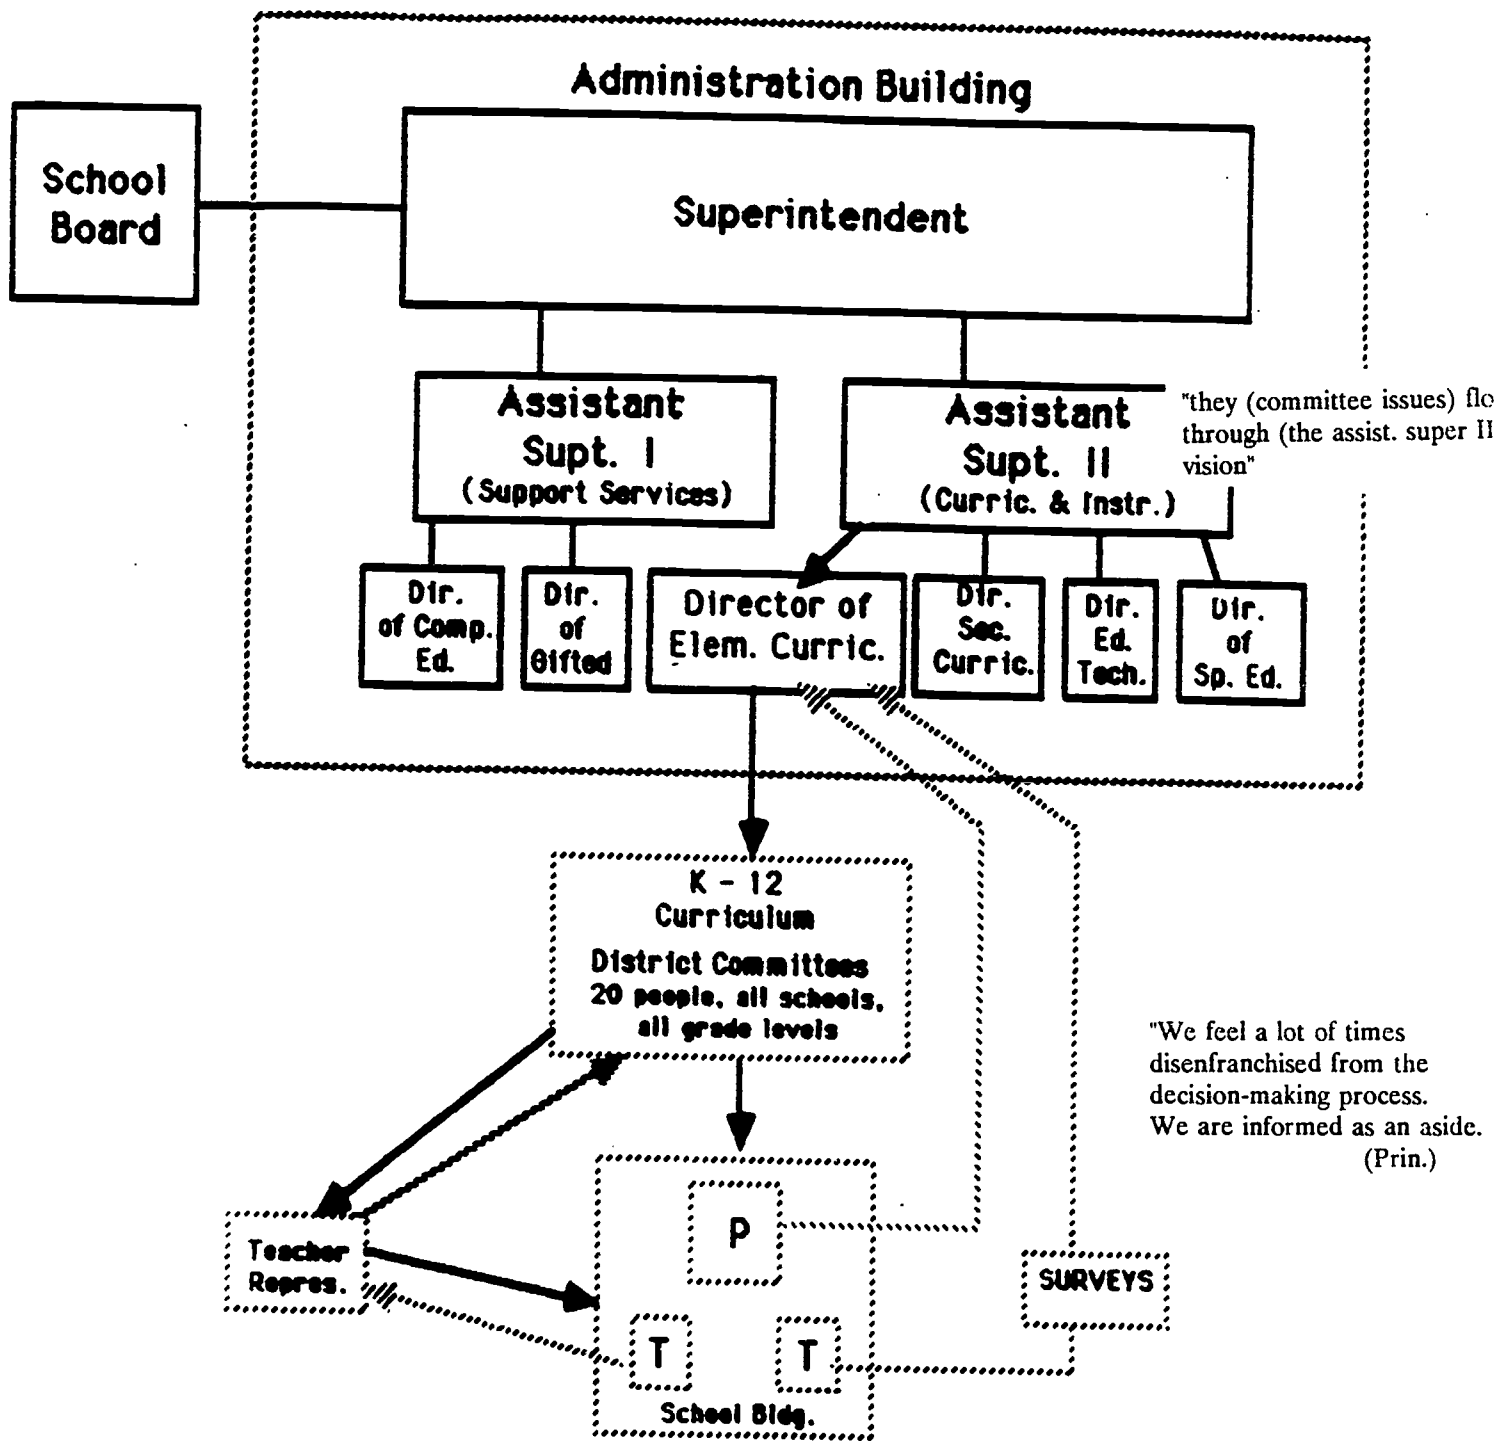 Administration Building
School
Board
Superintendent
Assistant
Supt. I
(Support Services)
Assistant
Supt. II
(Curric. & Instr.)
"they (committee issues) flo
through (the assist. super II
vision"
Dir.
of Comp.
Ed.
Dir.
of
Gifted
Director of
Elem. Curric.
Dir.
Sec.
Curric.
Dir.
Ed.
Tech.
Dir.
of
Sp. Ed.
K - 12
Curriculum
District Committees
20 people, all schools,
all grade levels
"We feel a lot of times
disenfranchised from the
decision-making process.
We are informed as an aside.
(Prin.)
Teacher
Repres.
P
SURVEYS
T
T
School Bldg.